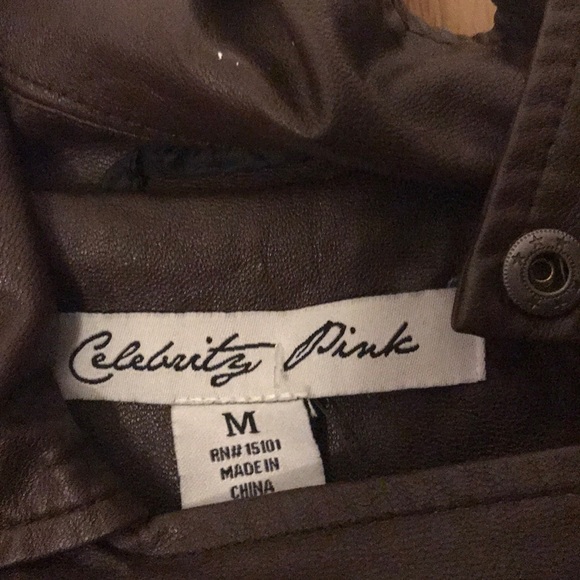 Celebrity Pink
M
RN# 15101
MADE IN
CHINA